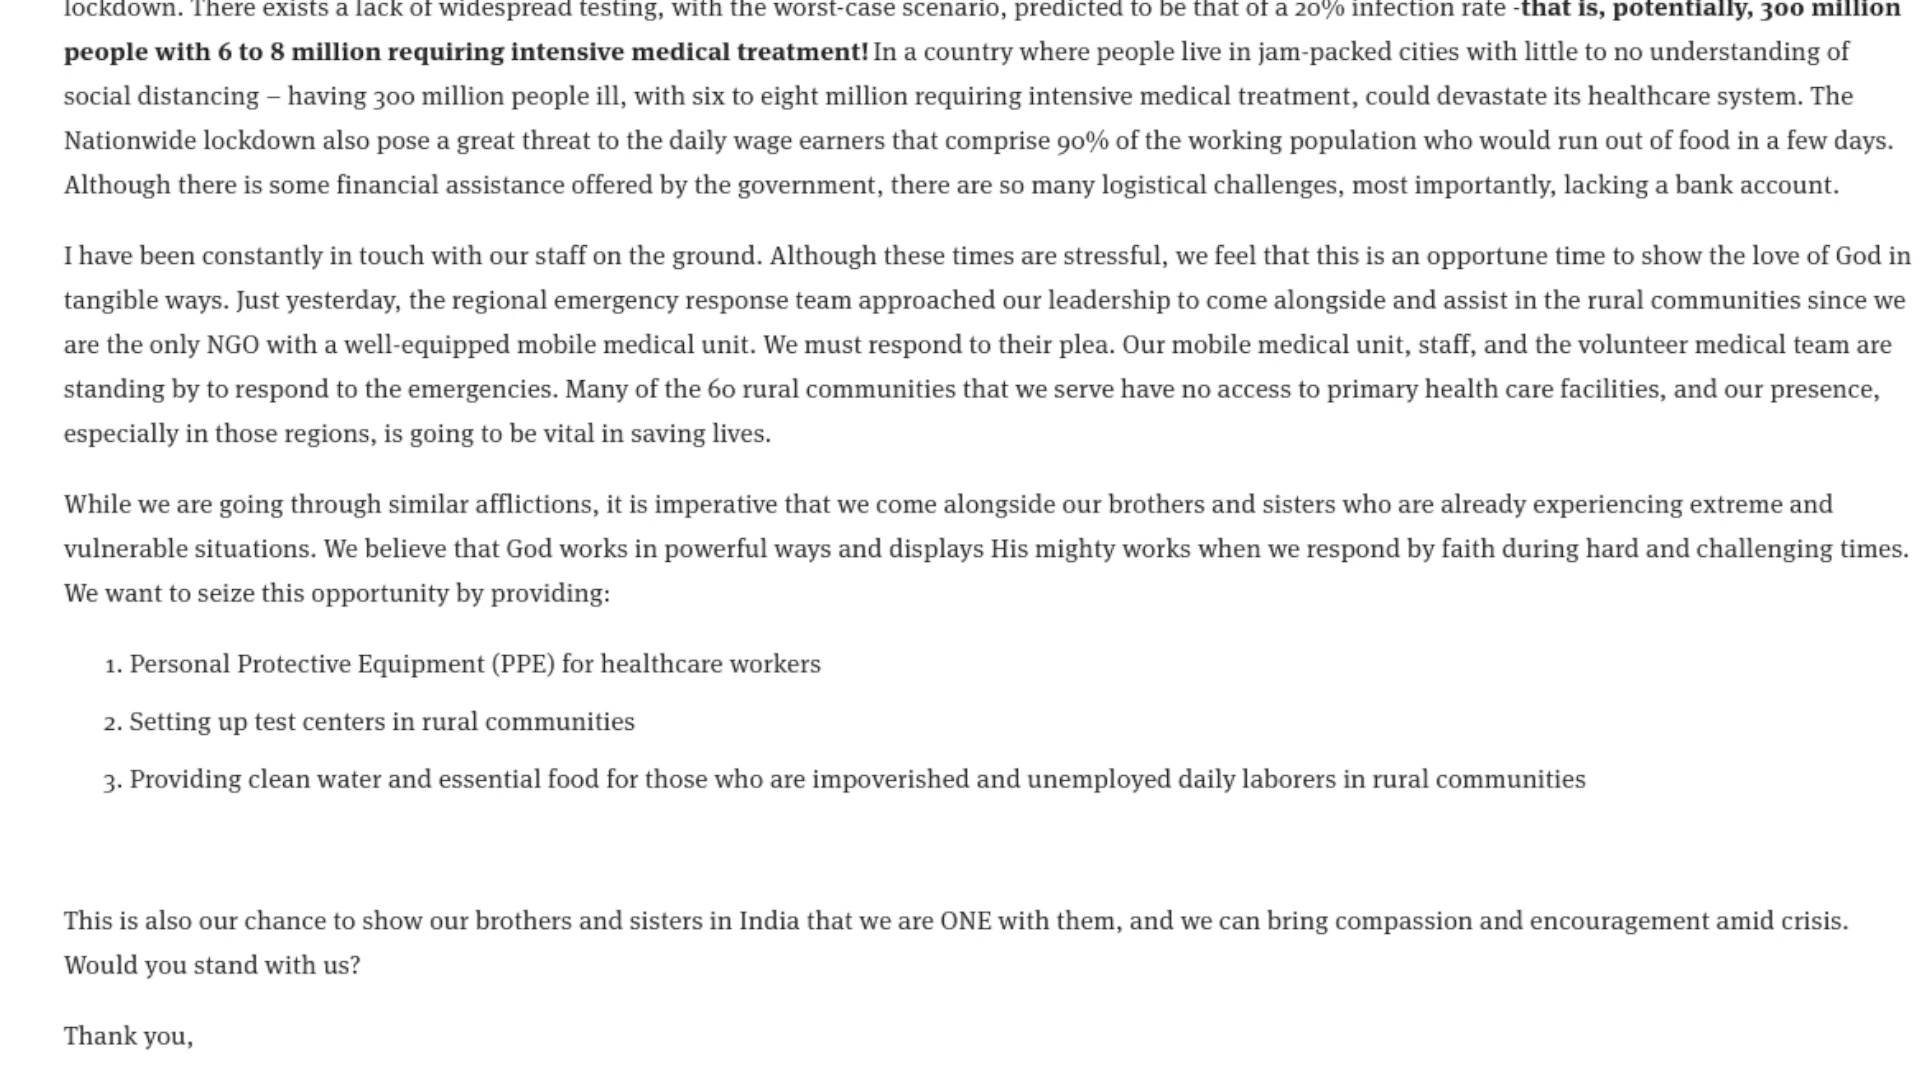 lockdown. There exists a lack of widespread testing, with the worst-case scenario, predicted to be that of a 20% infection rate -that is, potentially, 300 million
people with 6 to 8 million requiring intensive medical treatment! In a country where people live in jam-packed cities with little to no understanding of
social distancing – having 300 million people ill, with six to eight million requiring intensive medical treatment, could devastate its healthcare system. The
Nationwide lockdown also pose a great threat to the daily wage earners that comprise 90% of the working population who would run out of food in a few days.
Although there is some financial assistance offered by the government, there are so many logistical challenges, most importantly, lacking a bank account.
I have been constantly in touch with our staff on the ground. Although these times are stressful, we feel that this is an opportune time to show the love of God in
tangible ways. Just yesterday, the regional emergency response team approached our leadership to come alongside and assist in the rural communities since we
are the only NGO with a well-equipped mobile medical unit. We must respond to their plea. Our mobile medical unit, staff, and the volunteer medical team are
standing by to respond to the emergencies. Many of the 60 rural communities that we serve have no access to primary health care facilities, and our presence,
especially in those regions, is going to be vital in saving lives.
While we are going through similar afflictions, it is imperative that we come alongside our brothers and sisters who are already experiencing extreme and
vulnerable situations. We believe that God works in powerful ways and displays His mighty works when we respond by faith during hard and challenging times.
We want to seize this opportunity by providing:
1. Personal Protective Equipment (PPE) for healthcare workers
2. Setting up test centers in rural communities
3. Providing clean water and essential food for those who are impoverished and unemployed daily laborers in rural communities
This is also our chance to show our brothers and sisters in India that we are ONE with them, and we can bring compassion and encouragement amid crisis.
Would you stand with us?
Thank you,